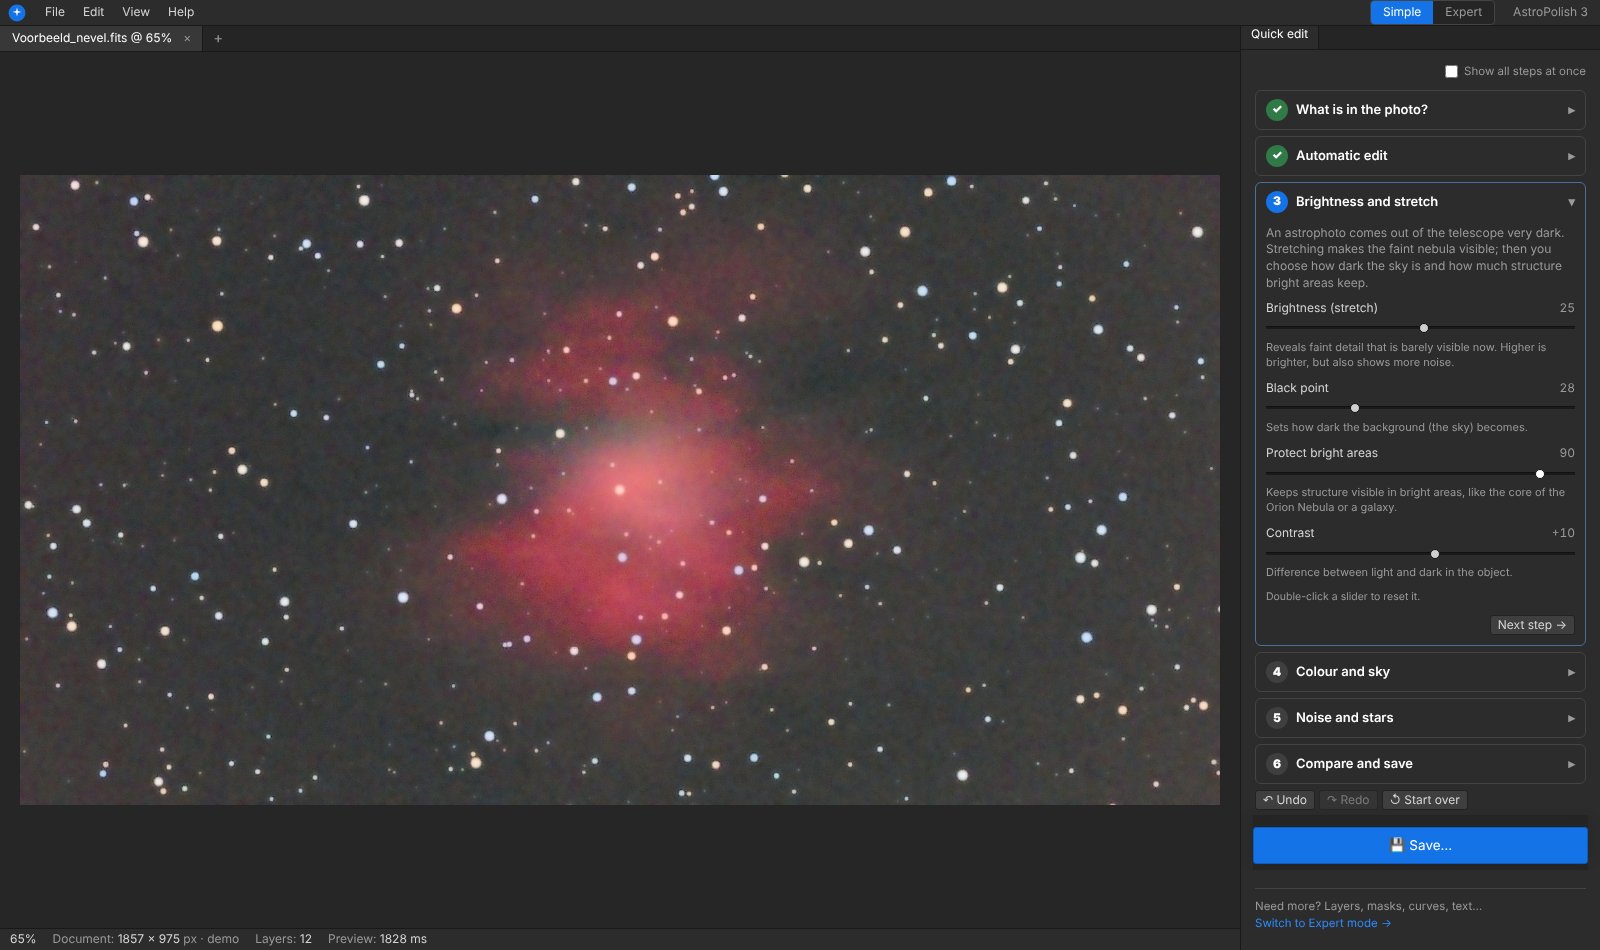 File Edit View Help
Simple Expert AstroPolish 3
Voorbeeld_nevel.fits @ 65% × +
Quick edit
Show all steps at once
What is in the photo?
Automatic edit
3 Brightness and stretch
An astrophoto comes out of the telescope very dark.
Stretching makes the faint nebula visible; then you
choose how dark the sky is and how much structure
bright areas keep.
Brightness (stretch) 25
Reveals faint detail that is barely visible now. Higher is
brighter, but also shows more noise.
Black point 28
Sets how dark the background (the sky) becomes.
Protect bright areas 90
Keeps structure visible in bright areas, like the core of the
Orion Nebula or a galaxy.
Contrast +10
Difference between light and dark in the object.
Double-click a slider to reset it.
Next step →
4 Colour and sky
5 Noise and stars
6 Compare and save
↶ Undo ↷ Redo ↺ Start over
💾 Save...
Need more? Layers, masks, curves, text...
Switch to Expert mode →
65% Document: 1857 × 975 px · demo Layers: 12 Preview: 1828 ms